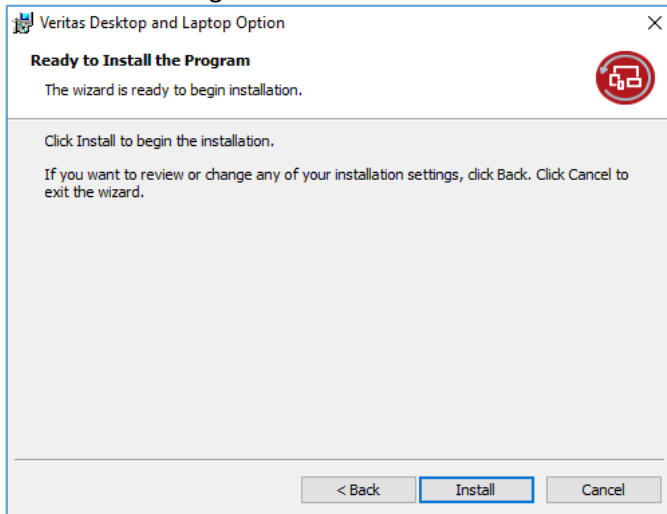 Veritas Desktop and Laptop Option
Ready to Install the Program
The wizard is ready to begin installation.
Click Install to begin the installation.
If you want to review or change any of your installation settings, click Back. Click Cancel to
exit the wizard.
< Back Install Cancel